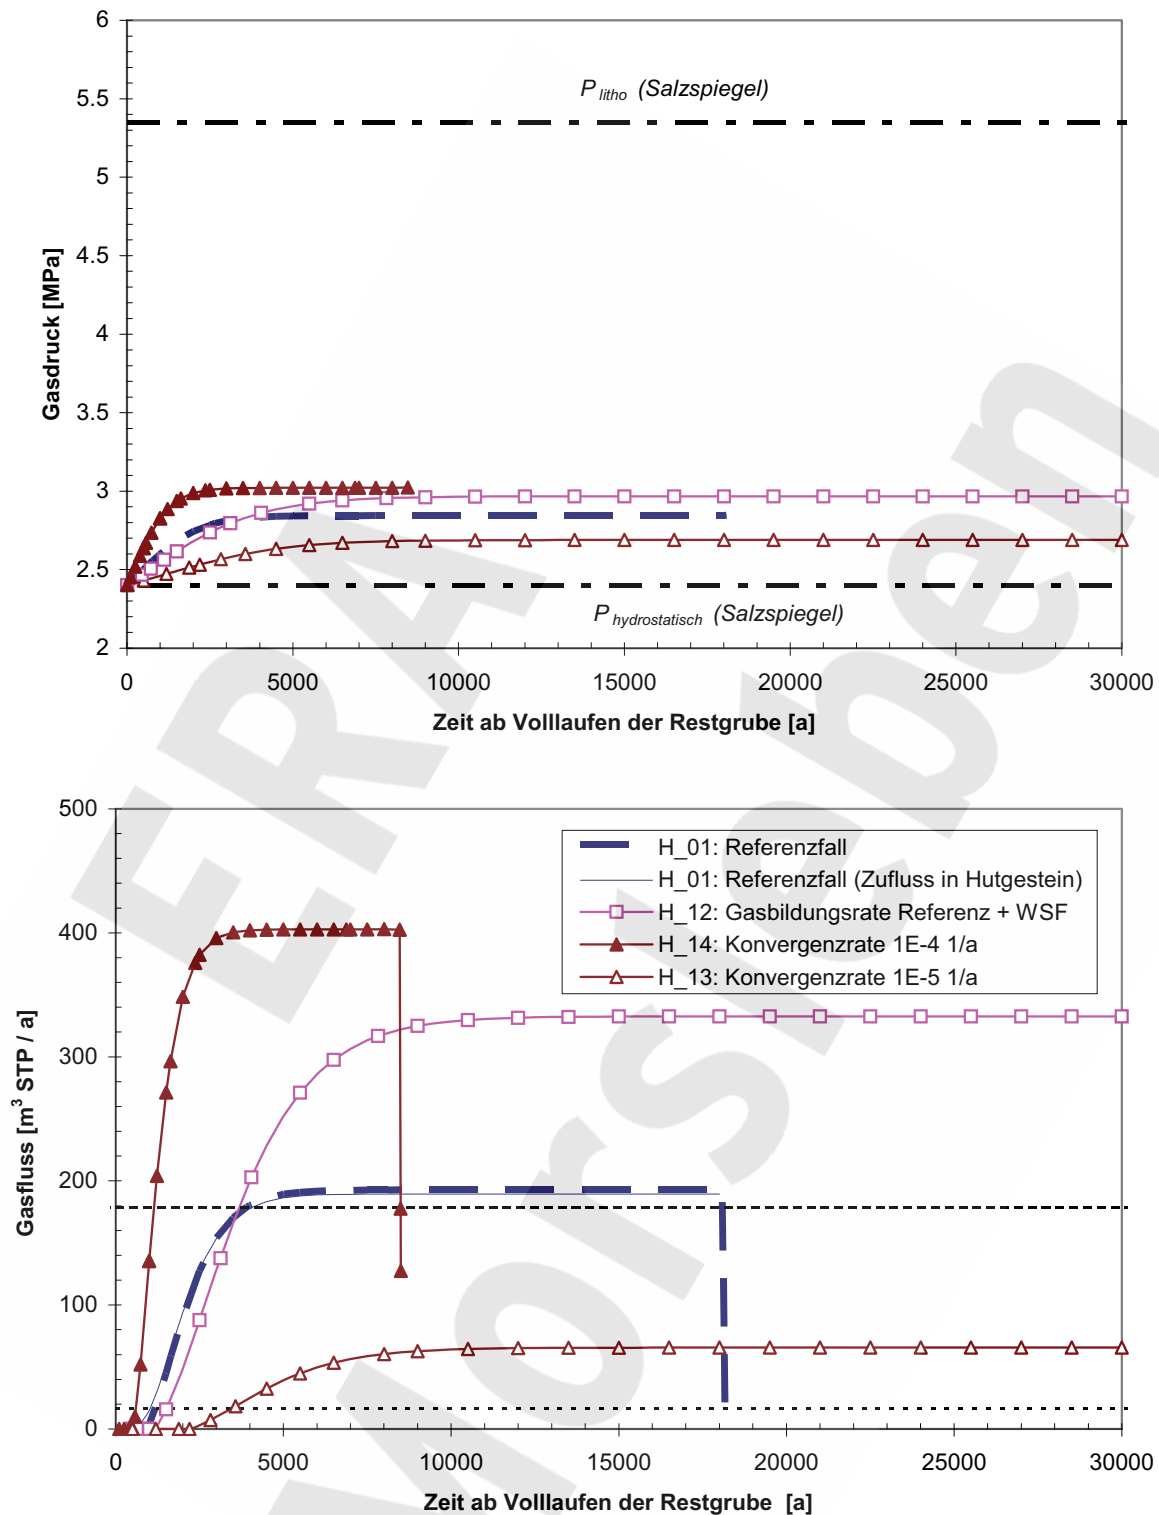 6
5.5
5
4.5
4
3.5
3
2.5
2
Gasdruck [MPa]
P litho (Salzspiegel)
P hydrostatisch (Salzspiegel)
0 5000 10000 15000 20000 25000 30000
Zeit ab Volllaufen der Restgrube [a]
500
400
300
200
100
0
Gasfluss [m³ STP / a]
H_01: Referenzfall
H_01: Referenzfall (Zufluss in Hutgestein)
H_12: Gasbildungsrate Referenz + WSF
H_14: Konvergenzrate 1E-4 1/a
H_13: Konvergenzrate 1E-5 1/a
0 5000 10000 15000 20000 25000 30000
Zeit ab Volllaufen der Restgrube [a]
ERA
Morsleben